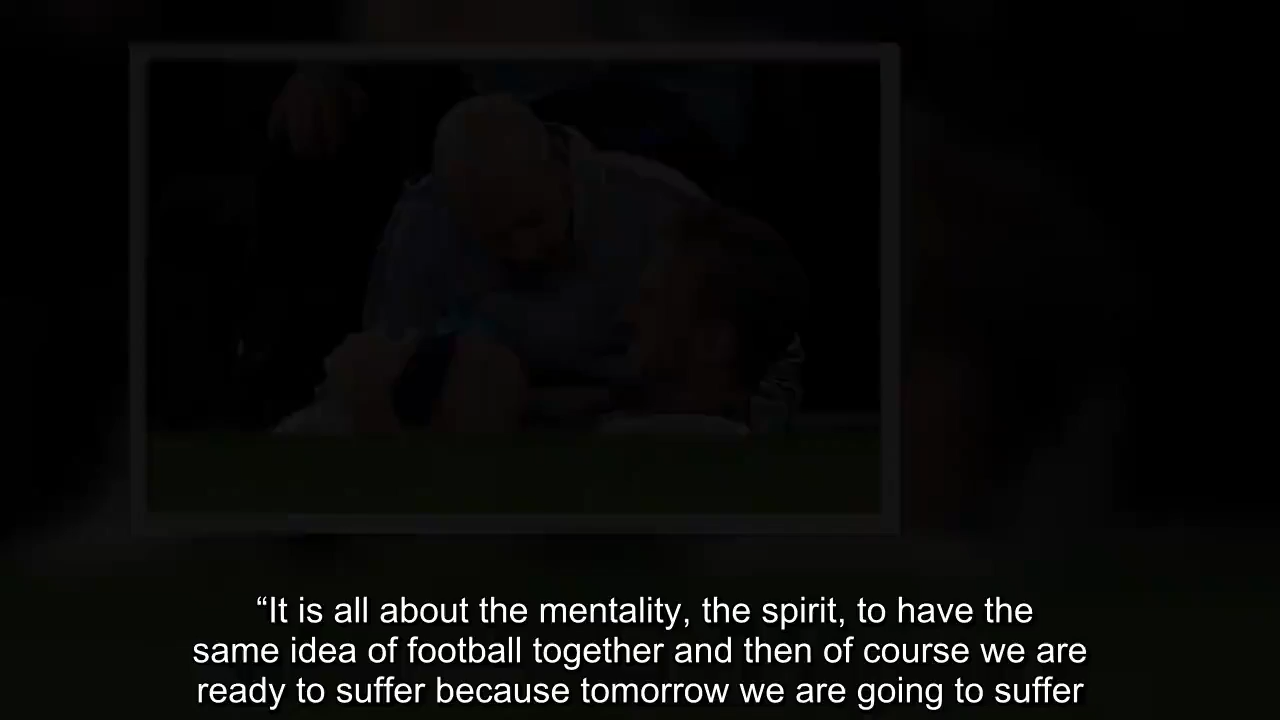 “It is all about the mentality, the spirit, to have the
same idea of football together and then of course we are
ready to suffer because tomorrow we are going to suffer